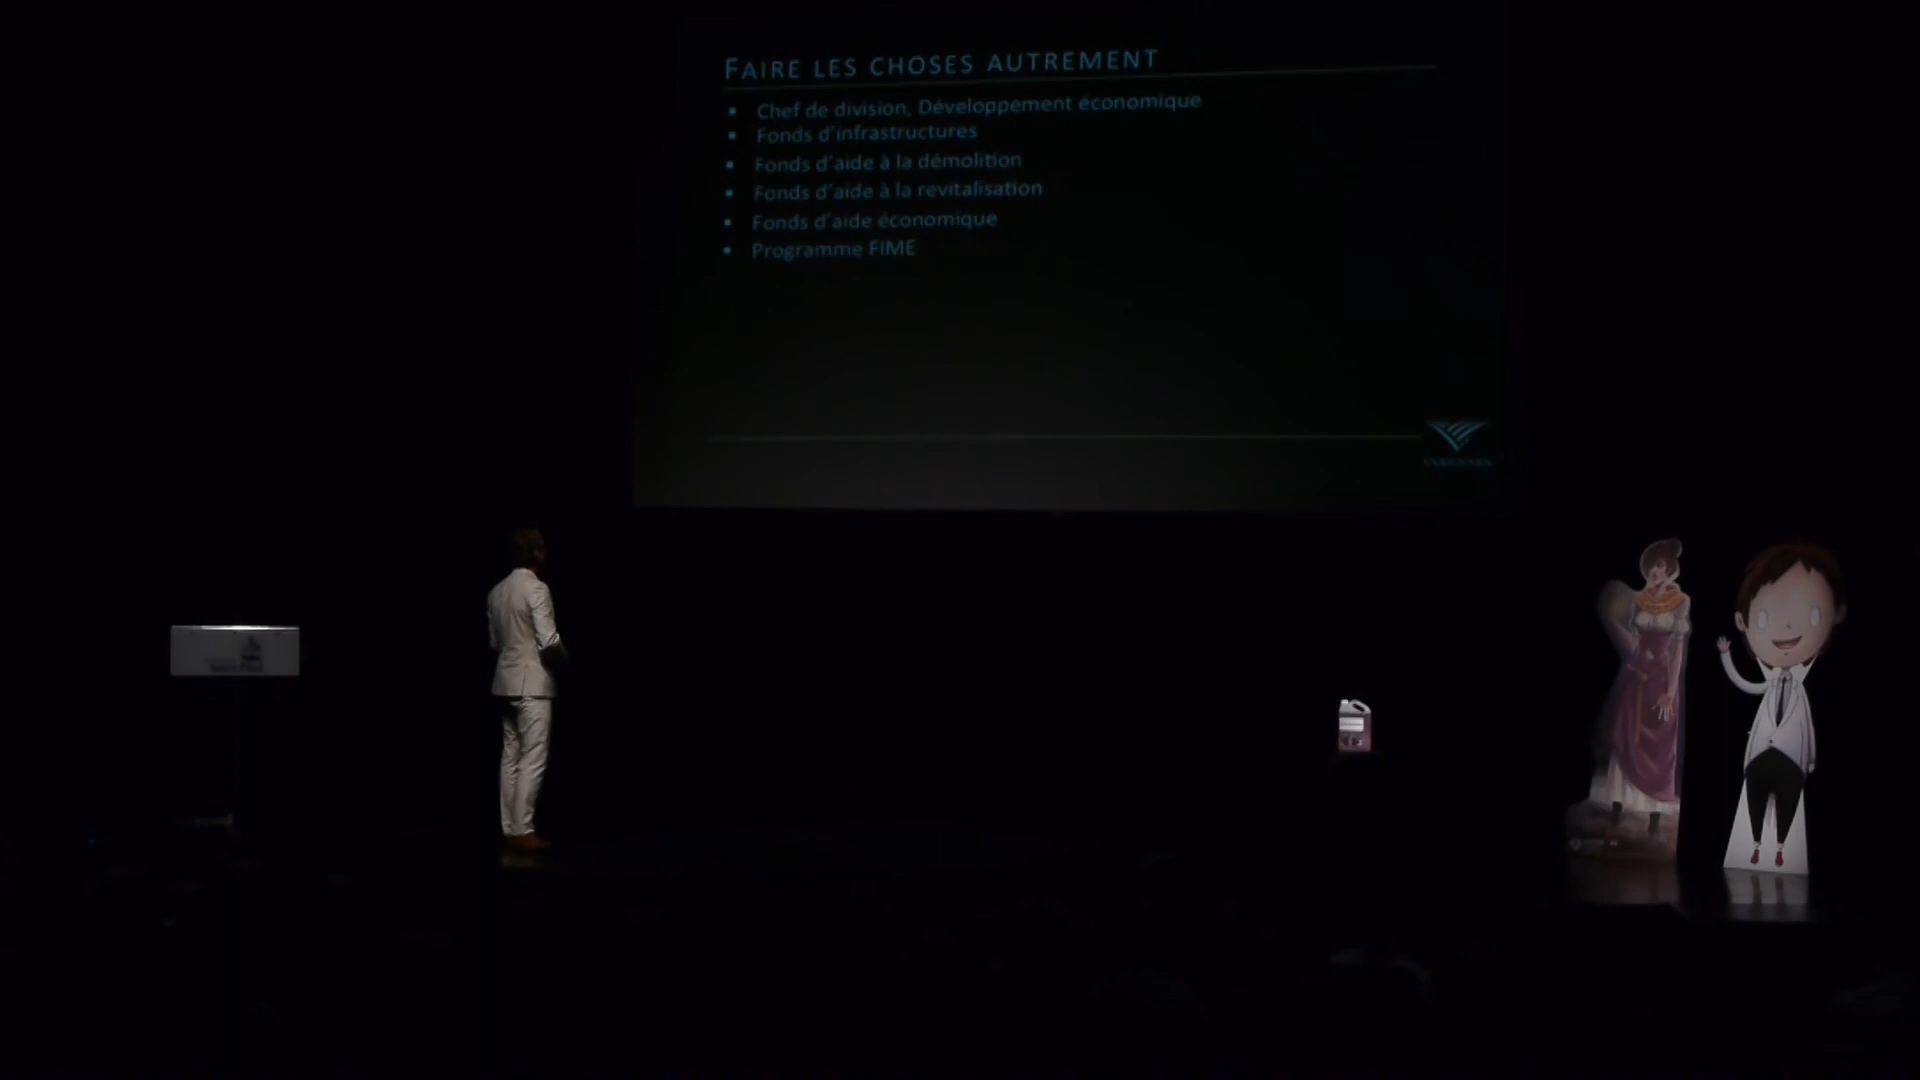 FAIRE LES CHOSES AUTREMENT
▪ Chef de division, Développement économique
▪ Fonds d'infrastructures
▪ Fonds d'aide à la démolition
▪ Fonds d'aide à la revitalisation
▪ Fonds d'aide économique
▪ Programme FIME